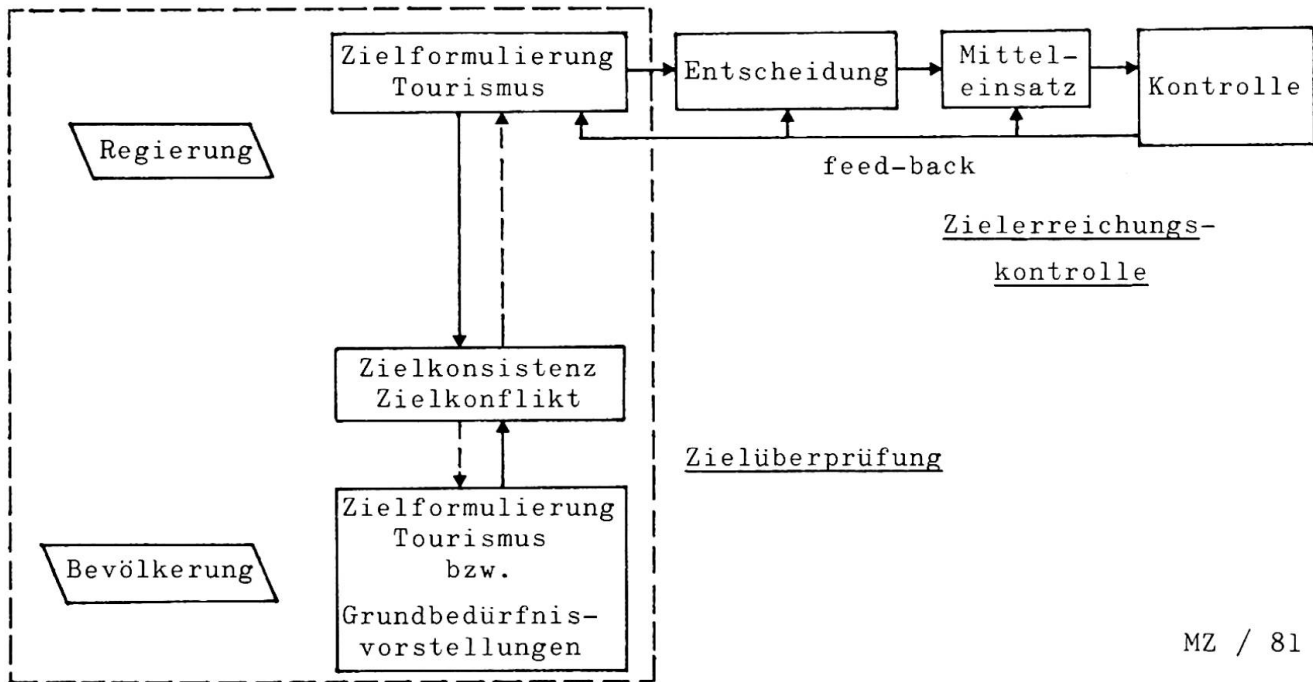 Zielformulierung
Tourismus
Entscheidung
Mittel-
einsatz
Kontrolle
Regierung
feed-back
Zielerreichungs-
kontrolle
Zielkonsistenz
Zielkonflikt
Zielüberprüfung
Zielformulierung
Tourismus
bzw.
Grundbedürfnis-
vorstellungen
Bevölkerung
MZ / 81